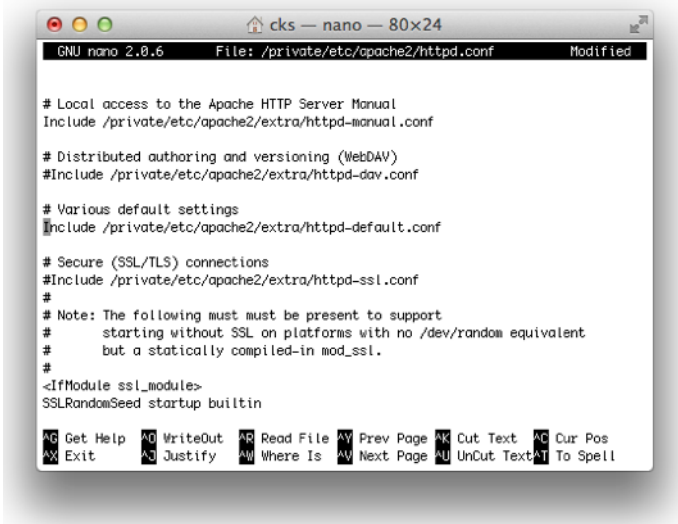 cks — nano — 80×24
GNU nano 2.0.6 File: /private/etc/apache2/httpd.conf Modified
# Local access to the Apache HTTP Server Manual
Include /private/etc/apache2/extra/httpd-manual.conf
# Distributed authoring and versioning (WebDAV)
#Include /private/etc/apache2/extra/httpd-dav.conf
# Various default settings
Include /private/etc/apache2/extra/httpd-default.conf
# Secure (SSL/TLS) connections
#Include /private/etc/apache2/extra/httpd-ssl.conf
#
# Note: The following must must be present to support
#       starting without SSL on platforms with no /dev/random equivalent
#       but a statically compiled-in mod_ssl.
#
<IfModule ssl_module>
SSLRandomSeed startup builtin
^G Get Help ^O WriteOut ^R Read File ^Y Prev Page ^K Cut Text ^C Cur Pos
^X Exit ^J Justify ^W Where Is ^V Next Page ^U UnCut Text ^T To Spell